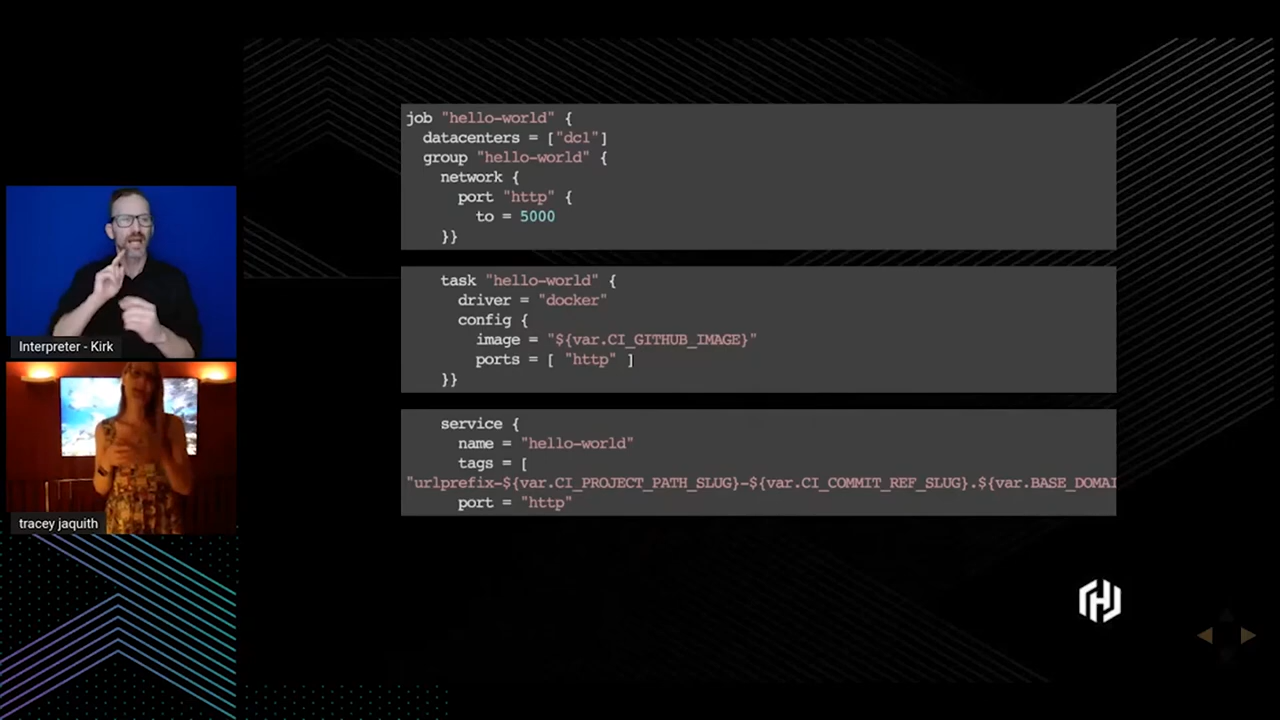 job "hello-world" {
datacenters = ["dc1"]
group "hello-world" {
network {
port "http" {
to = 5000
}}
task "hello-world" {
driver = "docker"
config {
image = "${var.CI_GITHUB_IMAGE}"
ports = [ "http" ]
}}
service {
name = "hello-world"
tags = [
"urlprefix-${var.CI_PROJECT_PATH_SLUG}-${var.CI_COMMIT_REF_SLUG}.${var.BASE_DOMAI
port = "http"
Interpreter - Kirk
tracey jaquith